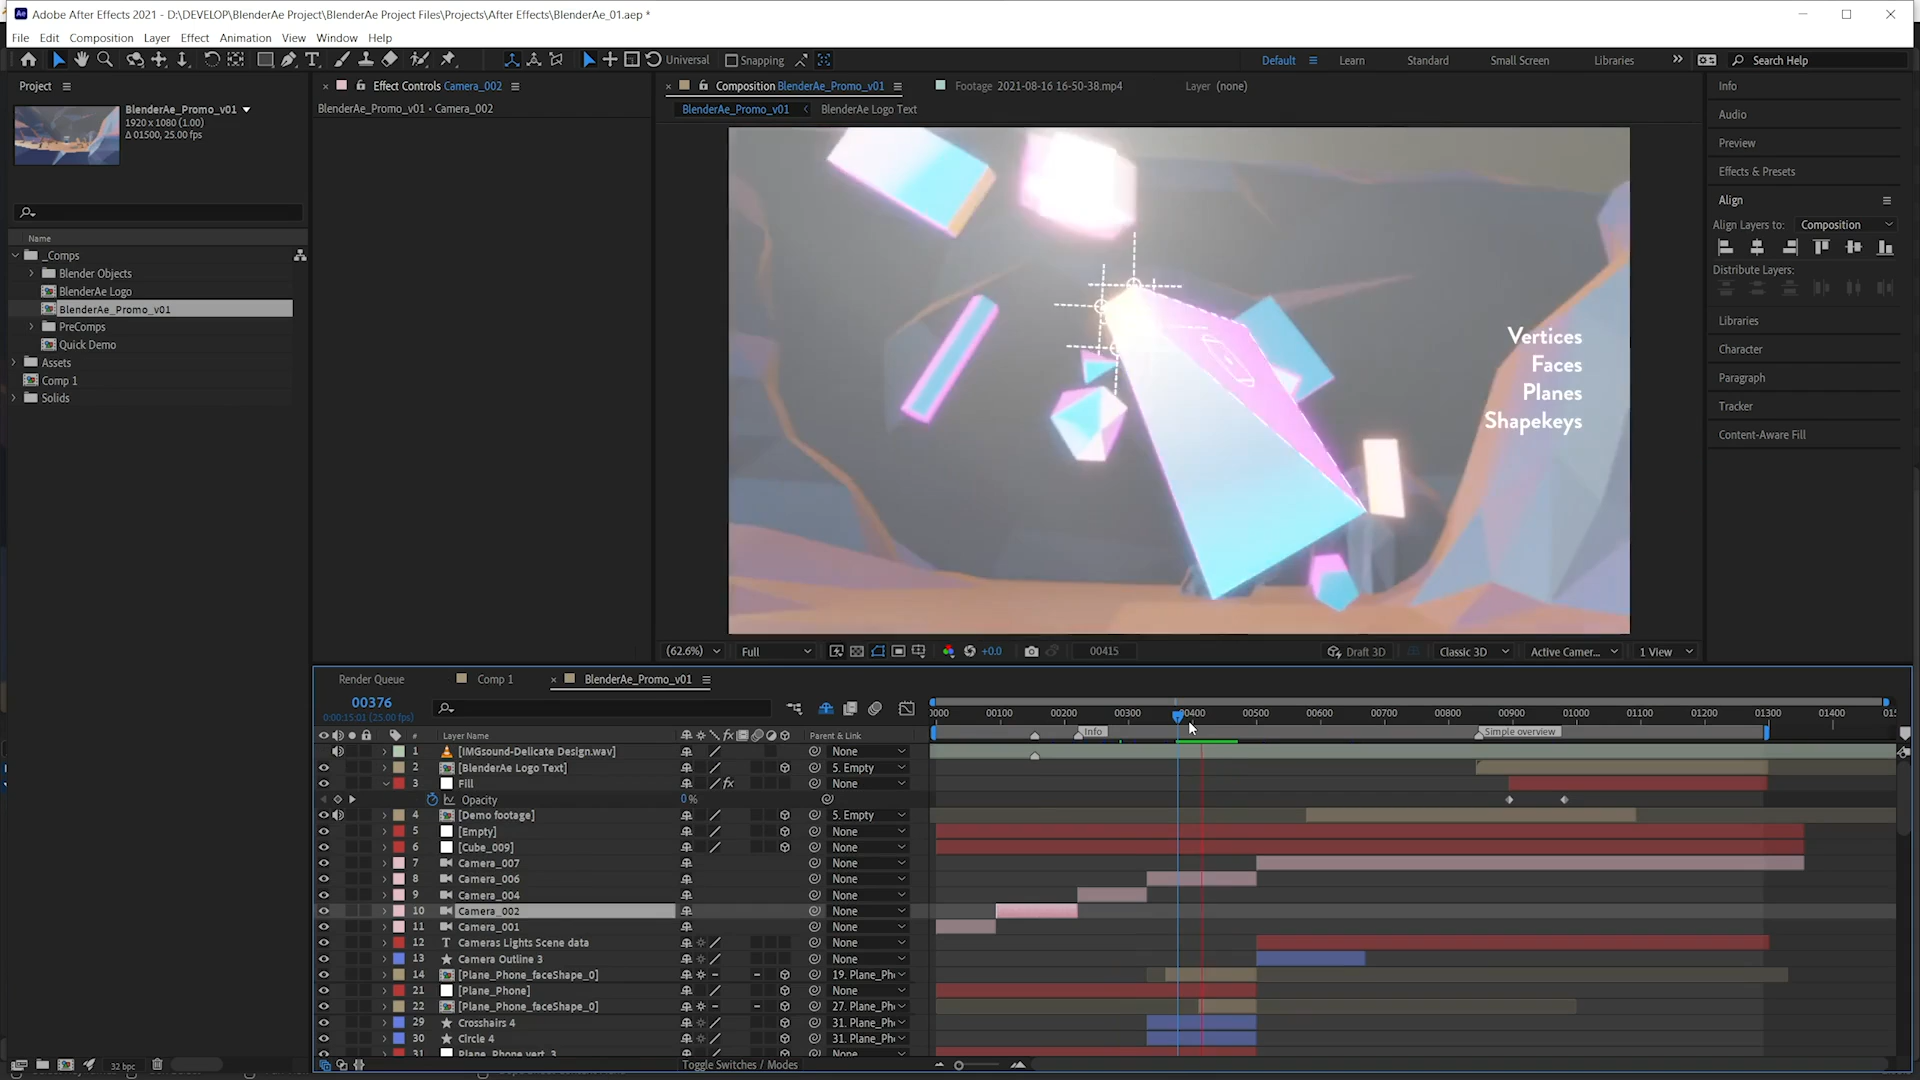 Adobe After Effects 2021 - D:\DEVELOP\BlenderAe Project\BlenderAe Project Files\Projects\After Effects\BlenderAe_01.aep *
File Edit Composition Layer Effect Animation View Window Help
Universal
Snapping
Default
Learn
Standard
Small Screen
Libraries
Search Help
Project
Effect Controls Camera_002
Composition BlenderAe_Promo_v01
Footage 2021-08-16 16-50-38.mp4
Layer (none)
BlenderAe_Promo_v01
1920 x 1080 (1.00)
Δ 01500, 25.00 fps
BlenderAe_Promo_v01 • Camera_002
BlenderAe_Promo_v01
BlenderAe Logo Text
Name
_Comps
Blender Objects
BlenderAe Logo
BlenderAe_Promo_v01
PreComps
Quick Demo
Assets
Comp 1
Solids
Vertices
Faces
Planes
Shapekeys
Info
Audio
Preview
Effects & Presets
Align
Align Layers to: Composition
Distribute Layers:
Libraries
Character
Paragraph
Tracker
Content-Aware Fill
(62.6%)
Full
+0.0
00415
Draft 3D
Classic 3D
Active Camer...
1 View
Render Queue
Comp 1
BlenderAe_Promo_v01
00376
0:00:15:01 (25.00 fps)
0000 00100 00200 00300 00400 00500 00600 00700 00800 00900 01000 01100 01200 01300 01400 015
Info
Simple overview
# Layer Name
Parent & Link
1 [IMGsound-Delicate Design.wav] None
2 [BlenderAe Logo Text] 5. Empty
3 Fill fx None
Opacity 0 %
4 [Demo footage] 5. Empty
5 [Empty] None
6 [Cube_009] None
7 Camera_007 None
8 Camera_006 None
9 Camera_004 None
10 Camera_002 None
11 Camera_001 None
12 Cameras Lights Scene data None
13 Camera Outline 3 None
14 [Plane_Phone_faceShape_0] 19. Plane_Ph
21 [Plane_Phone] None
22 [Plane_Phone_faceShape_0] 27. Plane_Ph
29 Crosshairs 4 31. Plane_Ph
30 Circle 4 31. Plane_Ph
31 Plane_Phone vert_3 None
32 bpc
Toggle Switches / Modes